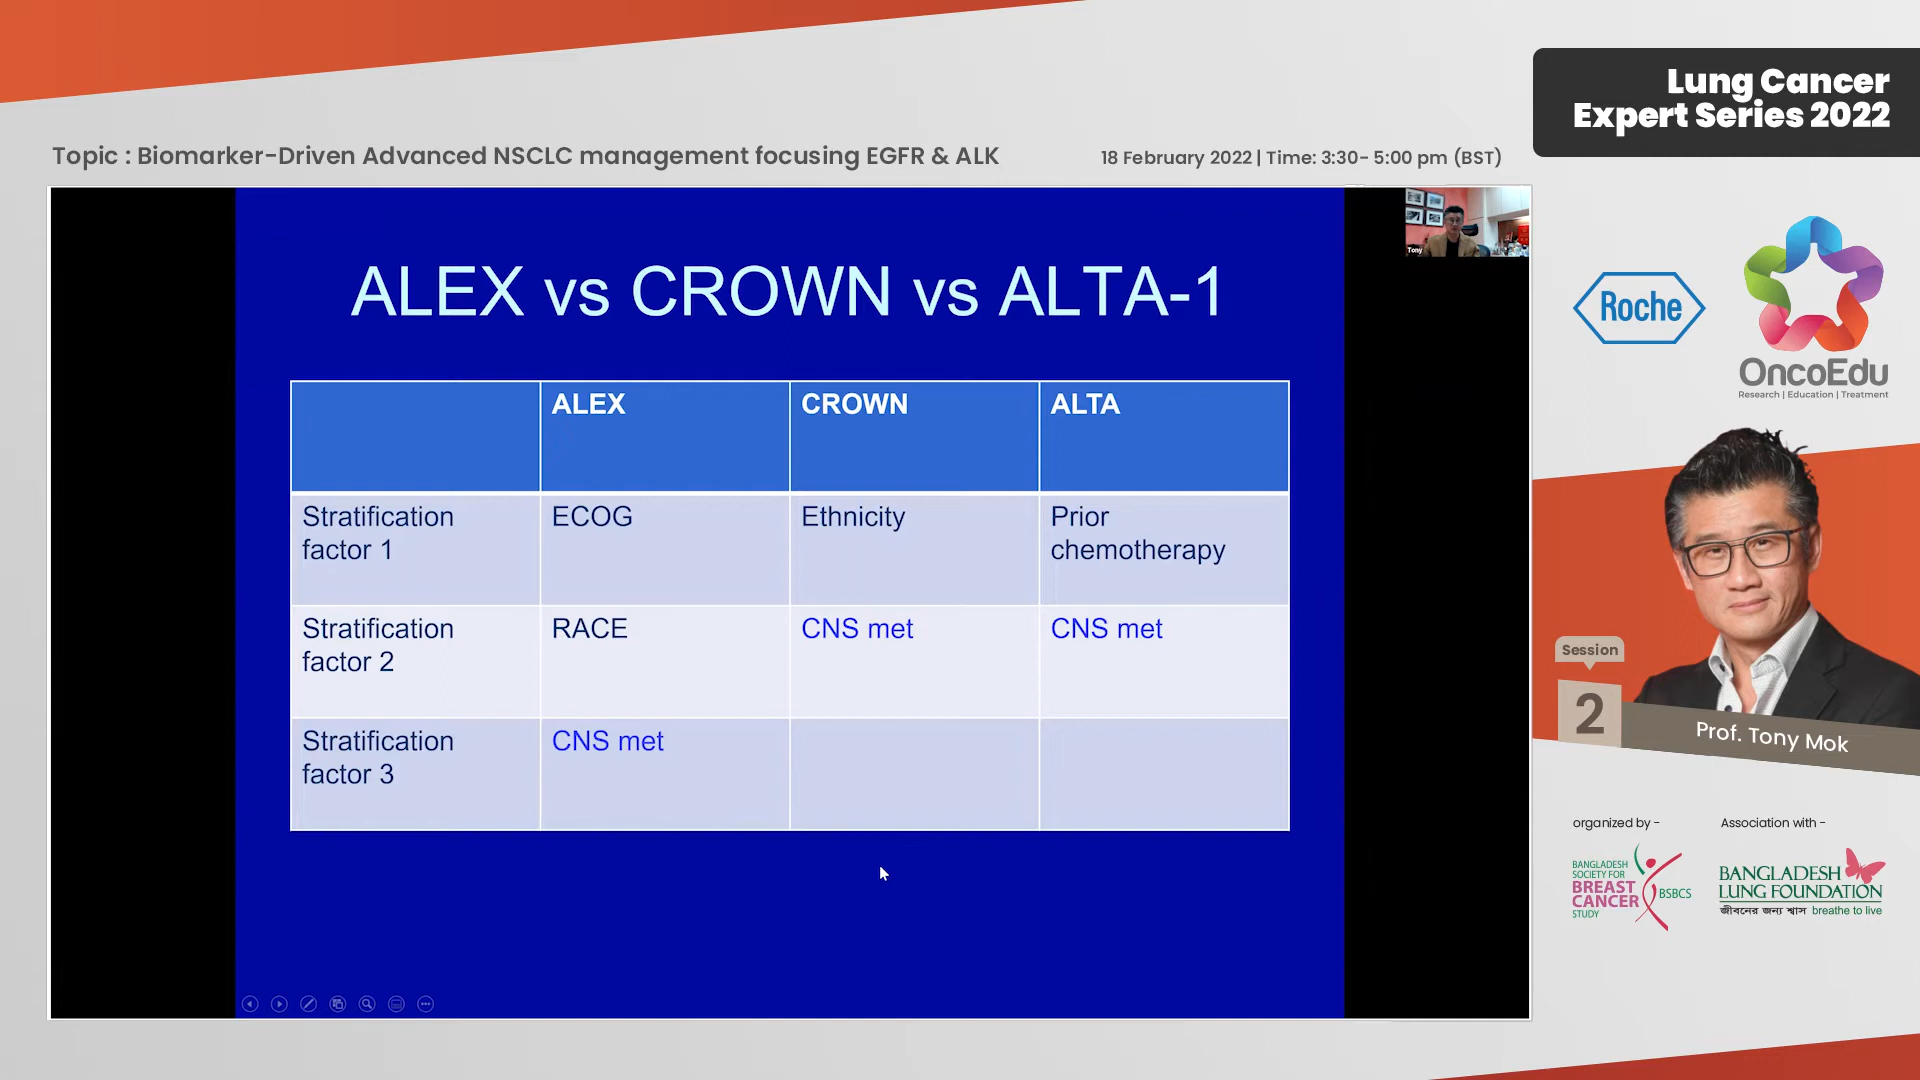 Lung Cancer
Expert Series 2022
Topic : Biomarker-Driven Advanced NSCLC management focusing EGFR & ALK
18 February 2022 | Time: 3:30- 5:00 pm (BST)
Tony
ALEX vs CROWN vs ALTA-1
ALEX CROWN ALTA
Stratification factor 1 ECOG Ethnicity Prior chemotherapy
Stratification factor 2 RACE CNS met CNS met
Stratification factor 3 CNS met
Roche
OncoEdu
Research | Education | Treatment
Session
2
Prof. Tony Mok
organized by -
BANGLADESH
SOCIETY FOR
BREAST
CANCER
STUDY
BSBCS
Association with -
BANGLADESH
LUNG FOUNDATION
জীবনের জন্য শ্বাস breathe to live